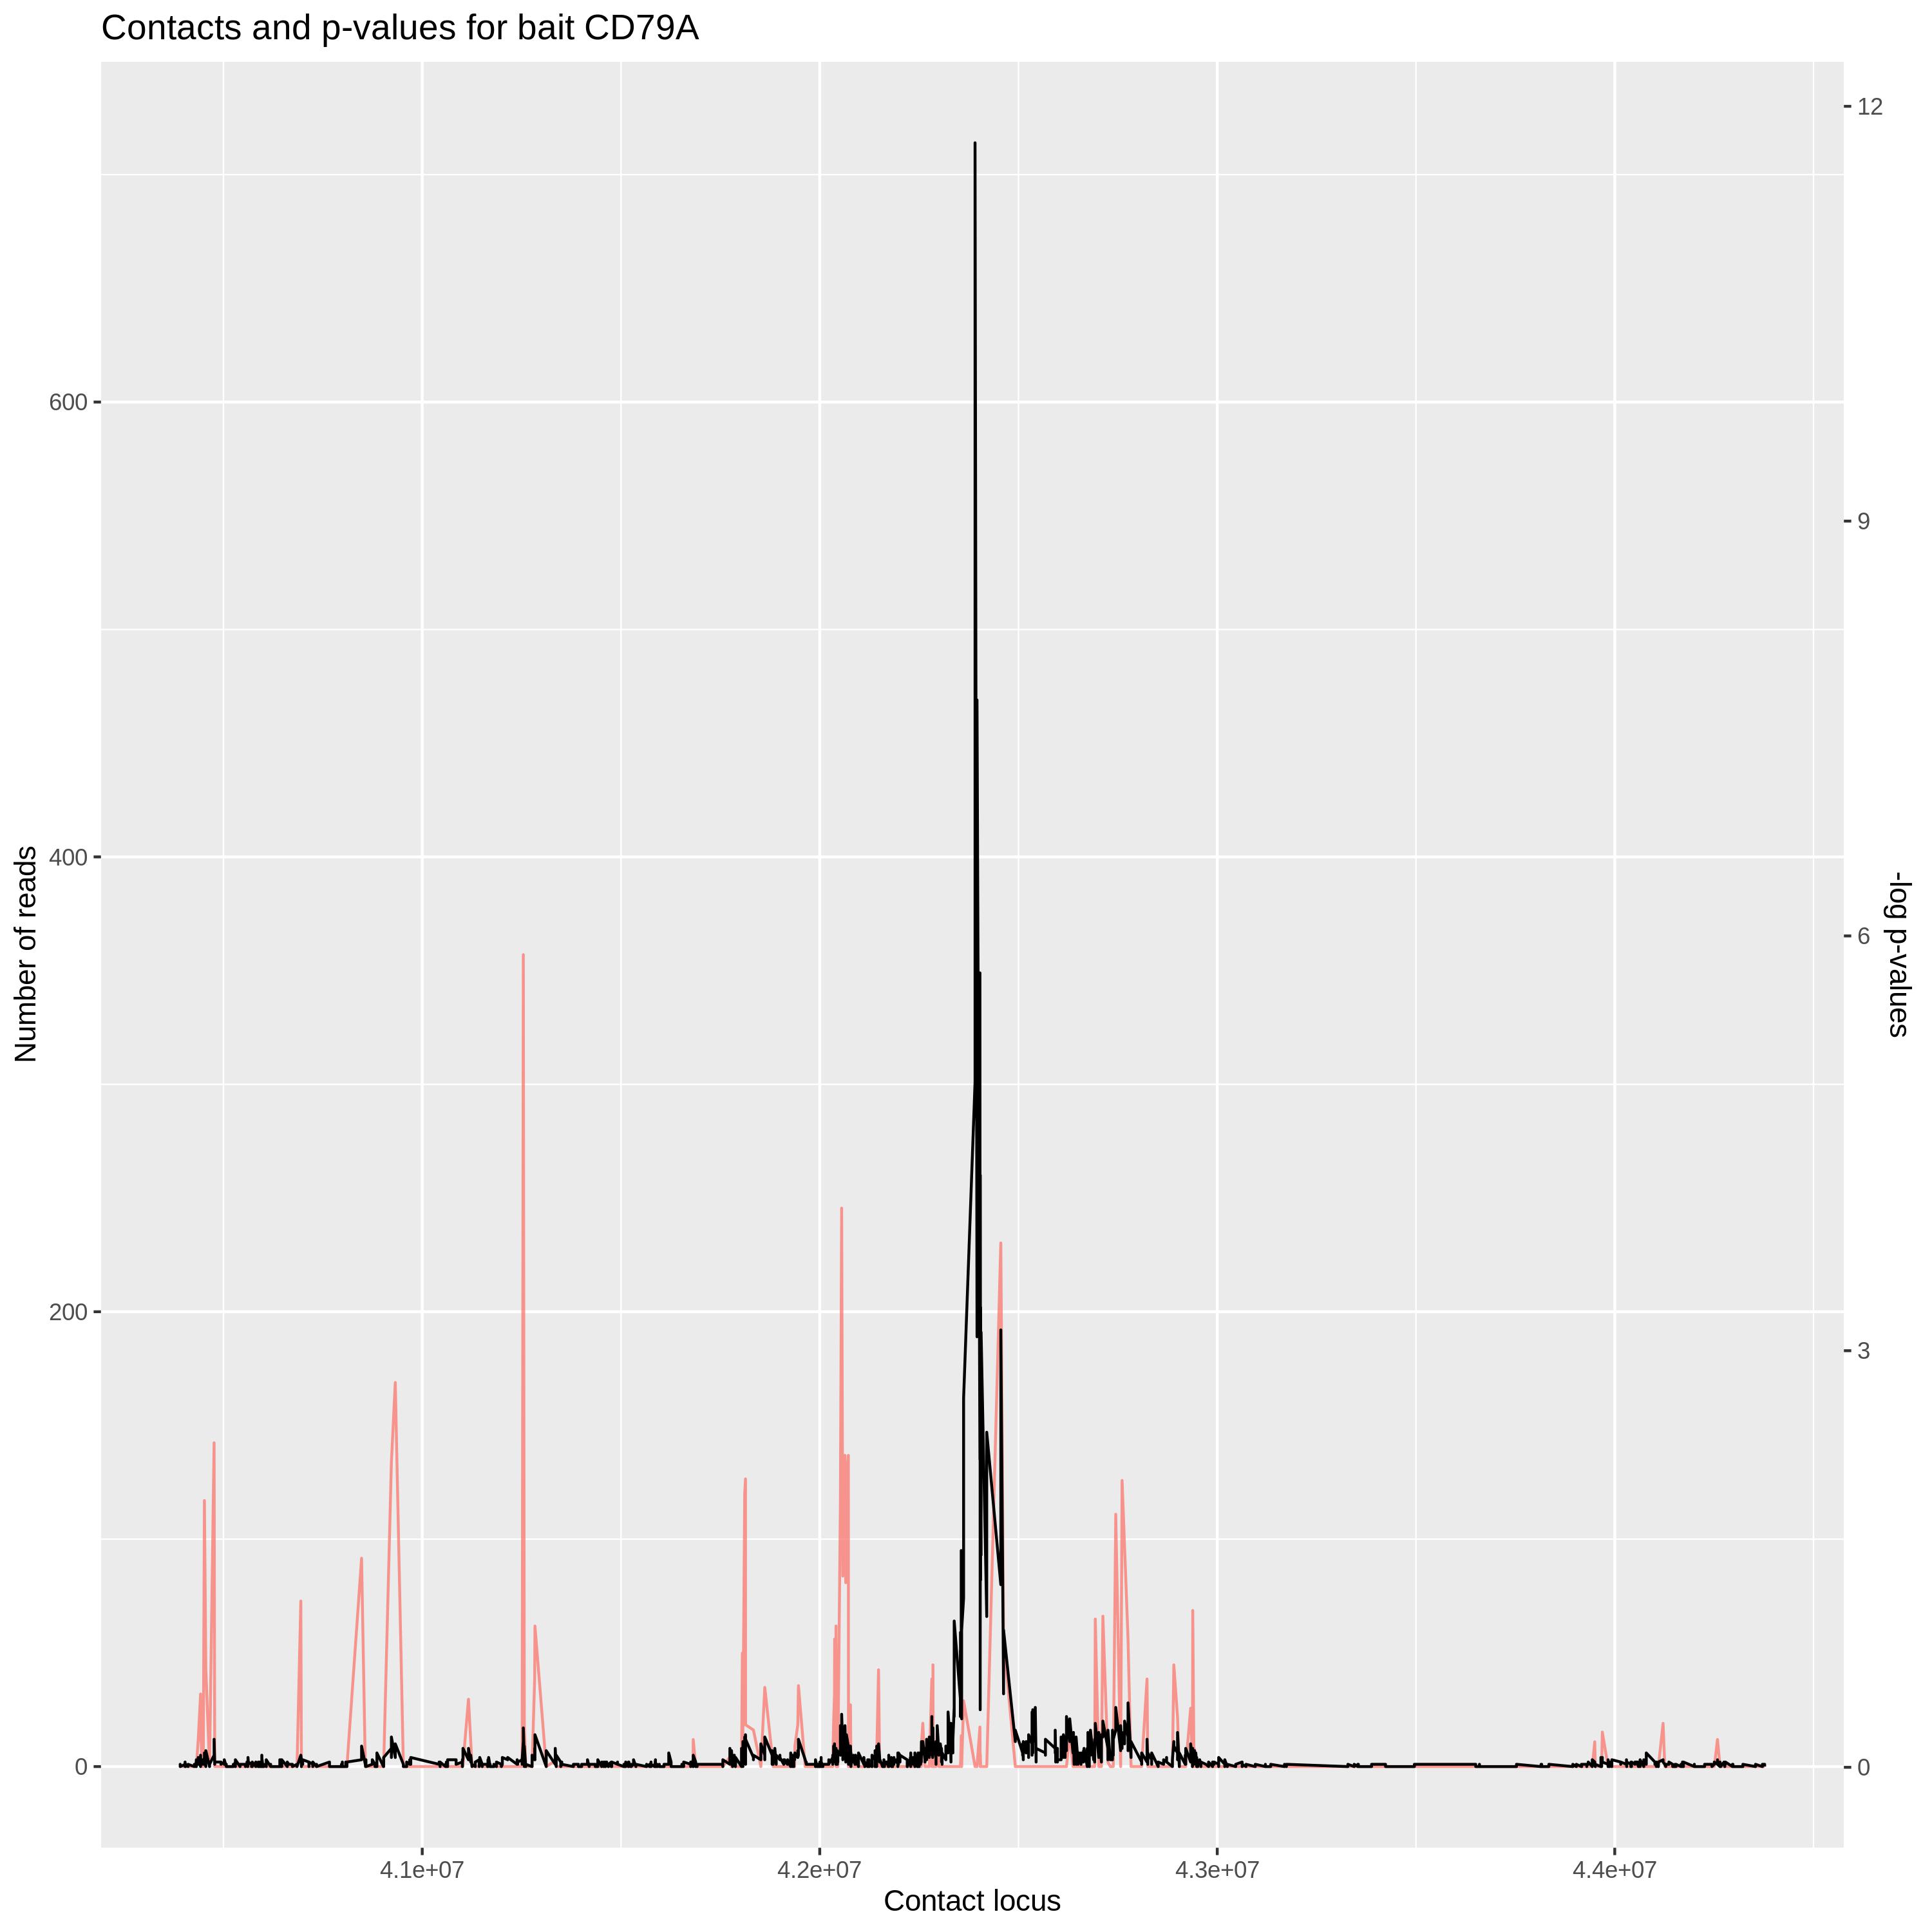 Contacts and p-values for bait CD79A
Number of reads
600
400
200
0
12
9
6
3
0
-log p-values
4.1e+07
4.2e+07
4.3e+07
4.4e+07
Contact locus